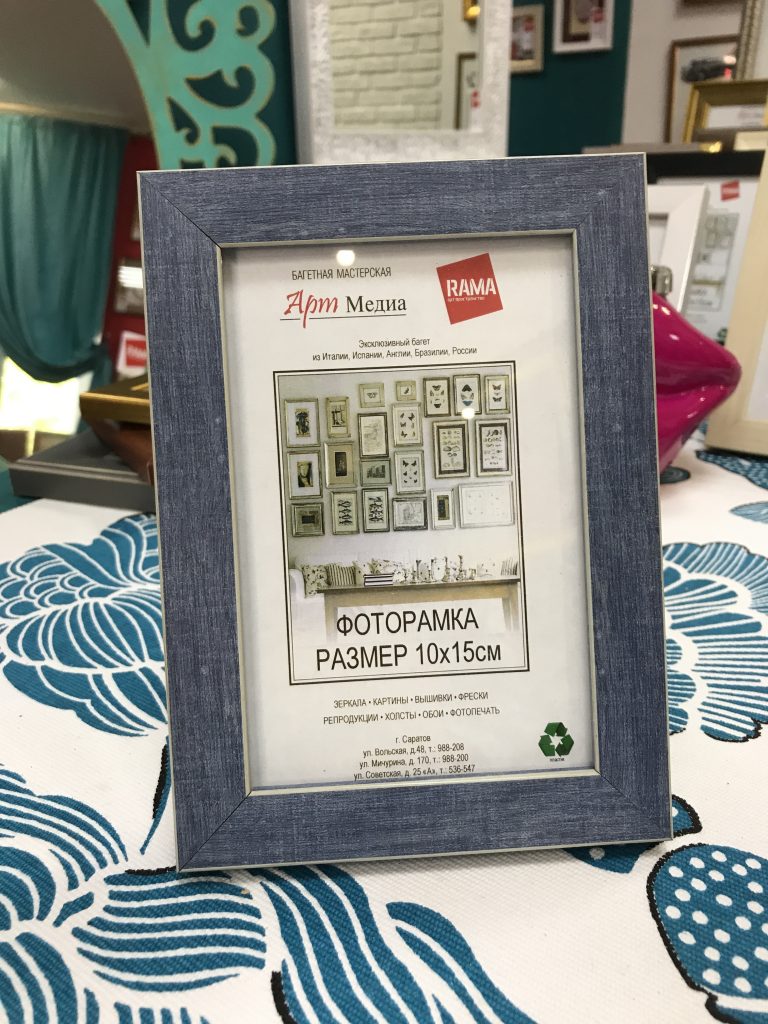 БАГЕТНАЯ МАСТЕРСКАЯ
Арт Медиа
RAMA
Эксклюзивный багет
из Италии, Испании, Англии, Бразилии, России
ФОТОРАМКА
РАЗМЕР 10х15см
ЗЕРКАЛА • КАРТИНЫ • ВЫШИВКИ • ФРЕСКИ
РЕПРОДУКЦИИ • ХОЛСТЫ • ОБОИ • ФОТОПЕЧАТЬ
г. Саратов
ул. Вольская, д.48, т.: 988-208
ул. Мичурина, д. 170, т.: 988-200
ул. Советская, д. 25 «А», т.: 536-547
пластик
RAMA